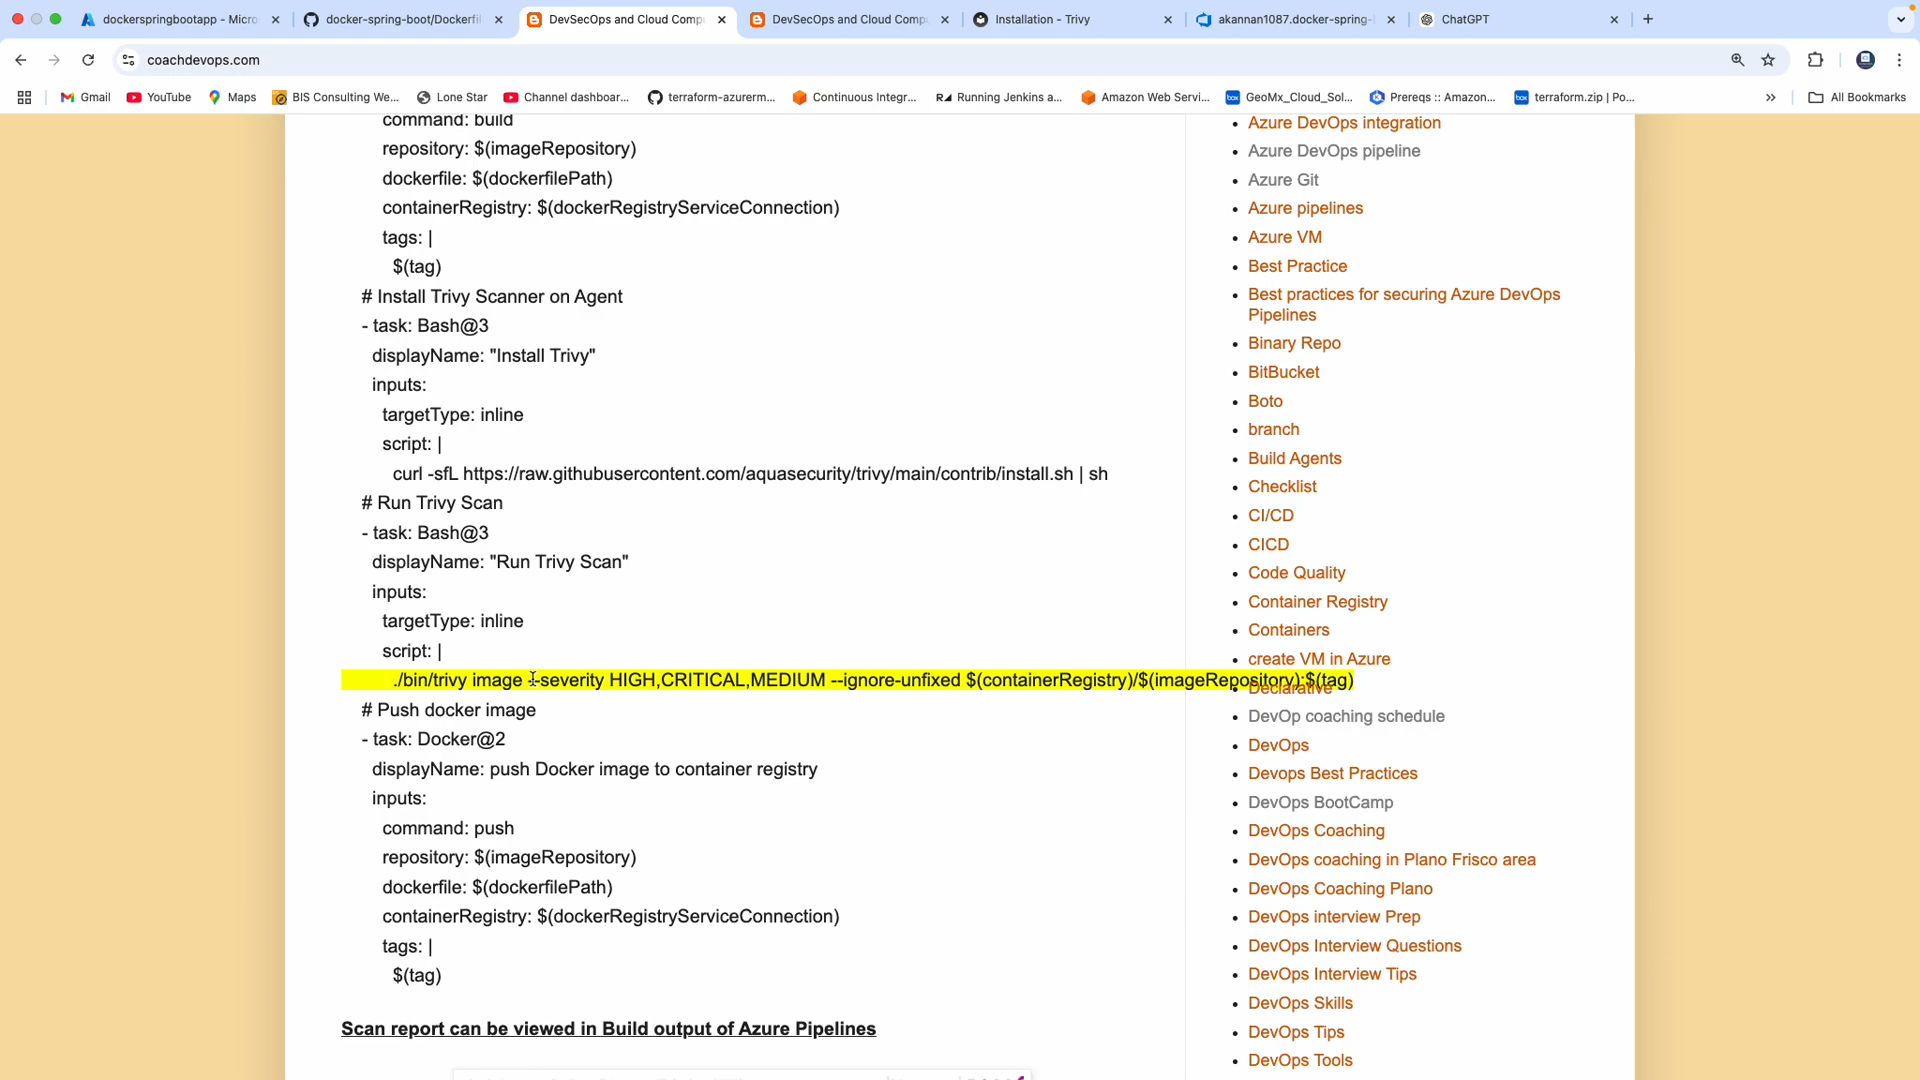 dockerspringbootapp - Micro
docker-spring-boot/Dockerfil
DevSecOps and Cloud Comp
DevSecOps and Cloud Comp
Installation - Trivy
akannan1087.docker-spring-
ChatGPT
coachdevops.com
Gmail
YouTube
Maps
BIS Consulting We...
Lone Star
Channel dashboar...
terraform-azurerm...
Continuous Integr...
Running Jenkins a...
Amazon Web Servi...
GeoMx_Cloud_Sol...
Prereqs :: Amazon...
terraform.zip | Po...
»
All Bookmarks
command: build
repository: $(imageRepository)
dockerfile: $(dockerfilePath)
containerRegistry: $(dockerRegistryServiceConnection)
tags: |
$(tag)
# Install Trivy Scanner on Agent
- task: Bash@3
displayName: "Install Trivy"
inputs:
targetType: inline
script: |
curl -sfL https://raw.githubusercontent.com/aquasecurity/trivy/main/contrib/install.sh | sh
# Run Trivy Scan
- task: Bash@3
displayName: "Run Trivy Scan"
inputs:
targetType: inline
script: |
./bin/trivy image --severity HIGH,CRITICAL,MEDIUM --ignore-unfixed $(containerRegistry)/$(imageRepository):$(tag)
# Push docker image
- task: Docker@2
displayName: push Docker image to container registry
inputs:
command: push
repository: $(imageRepository)
dockerfile: $(dockerfilePath)
containerRegistry: $(dockerRegistryServiceConnection)
tags: |
$(tag)
Scan report can be viewed in Build output of Azure Pipelines
Azure DevOps integration
Azure DevOps pipeline
Azure Git
Azure pipelines
Azure VM
Best Practice
Best practices for securing Azure DevOps
Pipelines
Binary Repo
BitBucket
Boto
branch
Build Agents
Checklist
CI/CD
CICD
Code Quality
Container Registry
Containers
create VM in Azure
Declarative
DevOp coaching schedule
DevOps
Devops Best Practices
DevOps BootCamp
DevOps Coaching
DevOps coaching in Plano Frisco area
DevOps Coaching Plano
DevOps interview Prep
DevOps Interview Questions
DevOps Interview Tips
DevOps Skills
DevOps Tips
DevOps Tools